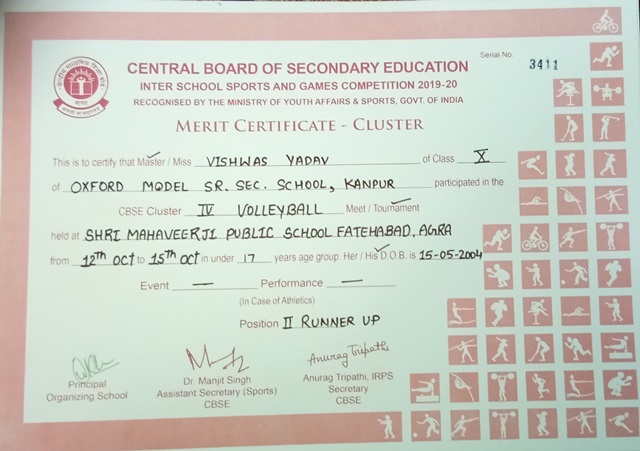 Serial No. 3411
CENTRAL BOARD OF SECONDARY EDUCATION
INTER SCHOOL SPORTS AND GAMES COMPETITION 2019-20
RECOGNISED BY THE MINISTRY OF YOUTH AFFAIRS & SPORTS, GOVT. OF INDIA
MERIT CERTIFICATE - CLUSTER
This is to certify that Master / Miss VISHWAS YADAV of Class X
of OXFORD MODEL SR. SEC. SCHOOL, KANPUR participated in the
CBSE Cluster IV VOLLEYBALL Meet / Tournament
held at SHRI MAHAVEERJI PUBLIC SCHOOL FATEHABAD, AGRA
from 12th Oct to 15th Oct in under 17 years age group. Her / His D.O.B. is 15-05-2004
Event — Performance —
(In Case of Athletics)
Position II RUNNER UP
Anurag Tripathi
Principal
Organizing School
Dr. Manjit Singh
Assistant Secretary (Sports)
CBSE
Anurag Tripathi, IRPS
Secretary
CBSE